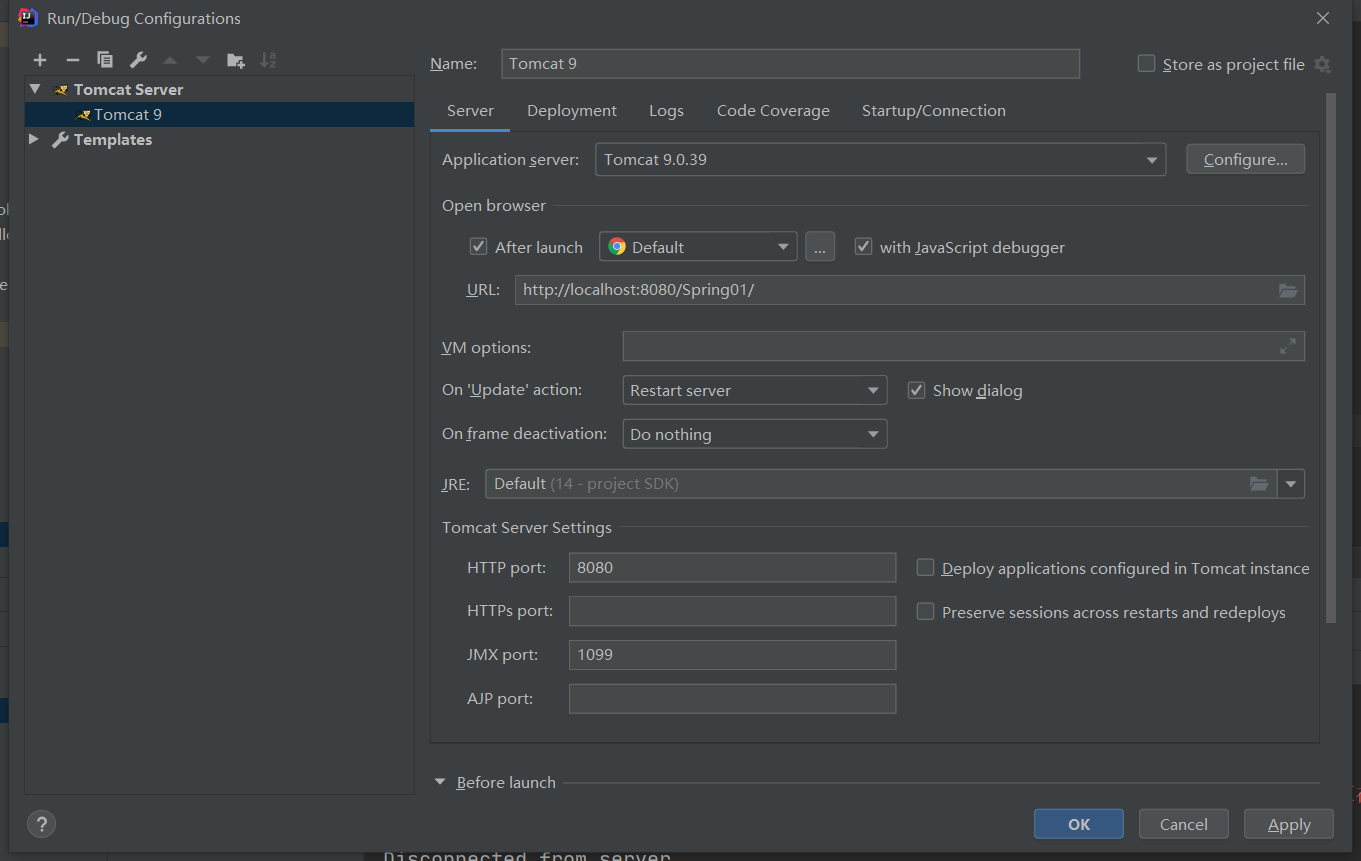 Run/Debug Configurations
Name: Tomcat 9 Store as project file
Tomcat Server
Tomcat 9
Templates
Server Deployment Logs Code Coverage Startup/Connection
Application server: Tomcat 9.0.39 Configure...
Open browser
After launch Default ... with JavaScript debugger
URL: http://localhost:8080/Spring01/
VM options:
On 'Update' action: Restart server Show dialog
On frame deactivation: Do nothing
JRE: Default (14 - project SDK)
Tomcat Server Settings
HTTP port: 8080 Deploy applications configured in Tomcat instance
HTTPs port: Preserve sessions across restarts and redeploys
JMX port: 1099
AJP port:
Before launch
? OK Cancel Apply
Disconnected from server